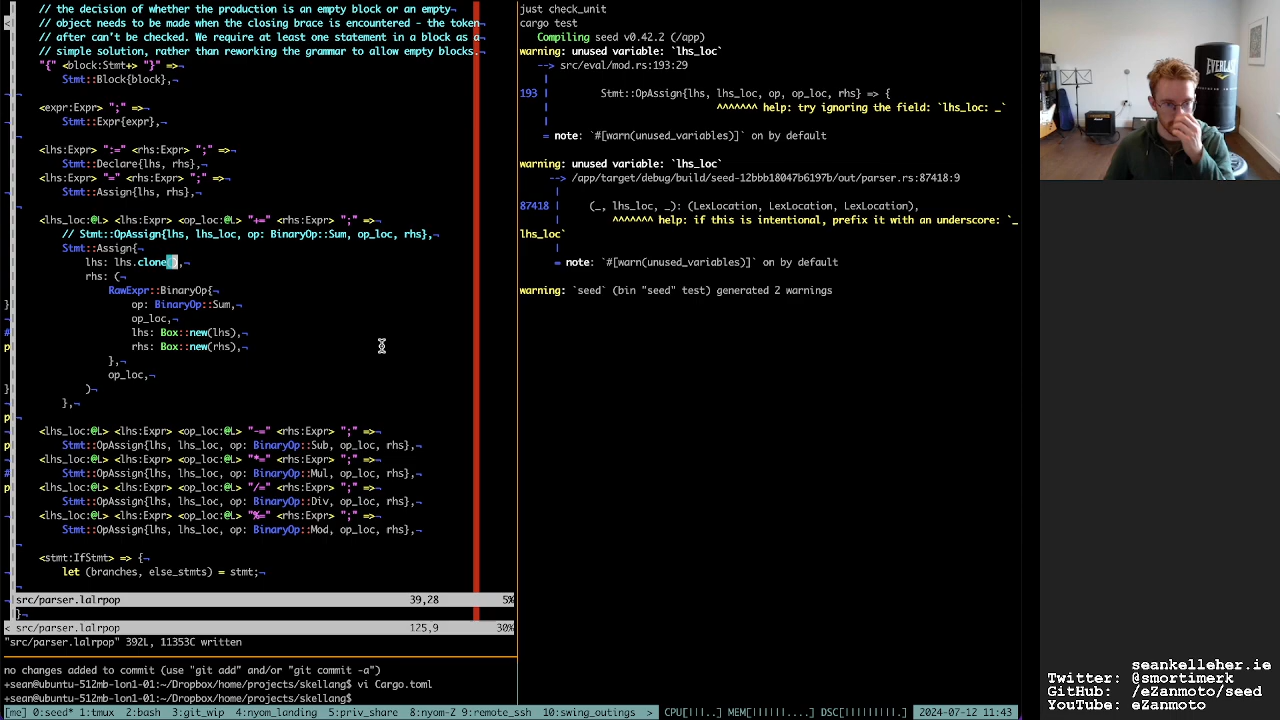 // the decision of whether the production is an empty block or an empty
// object needs to be made when the closing brace is encountered - the token
// after can't be checked. We require at least one statement in a block as a
// simple solution, rather than reworking the grammar to allow empty blocks.
"{" <block:Stmt+> "}" =>
Stmt::Block{block},
<expr:Expr> ";" =>
Stmt::Expr{expr},
<lhs:Expr> ":=" <rhs:Expr> ";" =>
Stmt::Declare{lhs, rhs},
<lhs:Expr> "=" <rhs:Expr> ";" =>
Stmt::Assign{lhs, rhs},
<lhs_loc:@L> <lhs:Expr> <op_loc:@L> "+=" <rhs:Expr> ";" =>
// Stmt::OpAssign{lhs, lhs_loc, op: BinaryOp::Sum, op_loc, rhs},
Stmt::Assign{
lhs: lhs.clone(),
rhs: (
RawExpr::BinaryOp{
op: BinaryOp::Sum,
op_loc,
lhs: Box::new(lhs),
rhs: Box::new(rhs),
},
op_loc,
)
},
<lhs_loc:@L> <lhs:Expr> <op_loc:@L> "-=" <rhs:Expr> ";" =>
Stmt::OpAssign{lhs, lhs_loc, op: BinaryOp::Sub, op_loc, rhs},
<lhs_loc:@L> <lhs:Expr> <op_loc:@L> "*=" <rhs:Expr> ";" =>
Stmt::OpAssign{lhs, lhs_loc, op: BinaryOp::Mul, op_loc, rhs},
<lhs_loc:@L> <lhs:Expr> <op_loc:@L> "/=" <rhs:Expr> ";" =>
Stmt::OpAssign{lhs, lhs_loc, op: BinaryOp::Div, op_loc, rhs},
<lhs_loc:@L> <lhs:Expr> <op_loc:@L> "%=" <rhs:Expr> ";" =>
Stmt::OpAssign{lhs, lhs_loc, op: BinaryOp::Mod, op_loc, rhs},
<stmt:IfStmt> => {
let (branches, else_stmts) = stmt;
src/parser.lalrpop 39,28 5%
}
< src/parser.lalrpop 125,9 30%
"src/parser.lalrpop" 392L, 11353C written
no changes added to commit (use "git add" and/or "git commit -a")
+sean@ubuntu-512mb-lon1-01:~/Dropbox/home/projects/skellang$ vi Cargo.toml
+sean@ubuntu-512mb-lon1-01:~/Dropbox/home/projects/skellang$
just check_unit
cargo test
Compiling seed v0.42.2 (/app)
warning: unused variable: `lhs_loc`
--> src/eval/mod.rs:193:29
|
193 | Stmt::OpAssign{lhs, lhs_loc, op, op_loc, rhs} => {
| ^^^^^^^ help: try ignoring the field: `lhs_loc: _`
|
= note: `#[warn(unused_variables)]` on by default
warning: unused variable: `lhs_loc`
--> /app/target/debug/build/seed-12bbb18047b6197b/out/parser.rs:87418:9
|
87418 | (_, lhs_loc, _): (LexLocation, LexLocation, LexLocation),
| ^^^^^^^ help: if this is intentional, prefix it with an underscore: `_
lhs_loc`
|
= note: `#[warn(unused_variables)]` on by default
warning: `seed` (bin "seed" test) generated 2 warnings
EVERLAST
Twitter: seankelleher.ie
@smortimerk
GitHub: /eZanmoto/seed
YouTube: eZanmoto
[me] 0:seed* 1:tmux 2:bash 3:git_wip 4:nyom_landing 5:priv_share 8:nyom-Z 9:remote_ssh 10:swing_outings > CPU[|||..] MEM[||||||....] DSC[|||||||||.] 2024-07-12 11:43